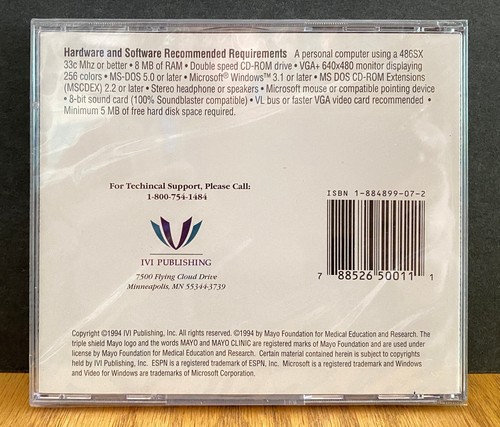 Hardware and Software Recommended Requirements A personal computer using a 486SX
33c Mhz or better • 8 MB of RAM • Double speed CD-ROM drive • VGA+ 640x480 monitor displaying
256 colors • MS-DOS 5.0 or later • Microsoft® Windows™ 3.1 or later • MS DOS CD-ROM Extensions
(MSCDEX) 2.2 or later • Stereo headphone or speakers • Microsoft mouse or compatible pointing device
• 8-bit sound card (100% Soundblaster compatible) • VL bus or faster VGA video card recommended •
Minimum 5 MB of free hard disk space required.
For Techincal Support, Please Call:
1-800-754-1484
IVI PUBLISHING
7500 Flying Cloud Drive
Minneapolis, MN 55344-3739
ISBN 1-884899-07-2
7 88526 50011 1
Copyright ©1994 IVI Publishing, Inc. All rights reserved. ©1994 by Mayo Foundation for Medical Education and Research. The
triple shield Mayo logo and the words MAYO and MAYO CLINIC are registered marks of Mayo Foundation and are used under
license by Mayo Foundation for Medical Education and Research. Certain material contained herein is subject to copyrights
held by IVI Publishing, Inc. ESPN is a registered trademark of ESPN, Inc. Microsoft is a registered trademark and Windows
and Video for Windows are trademarks of Microsoft Corporation.